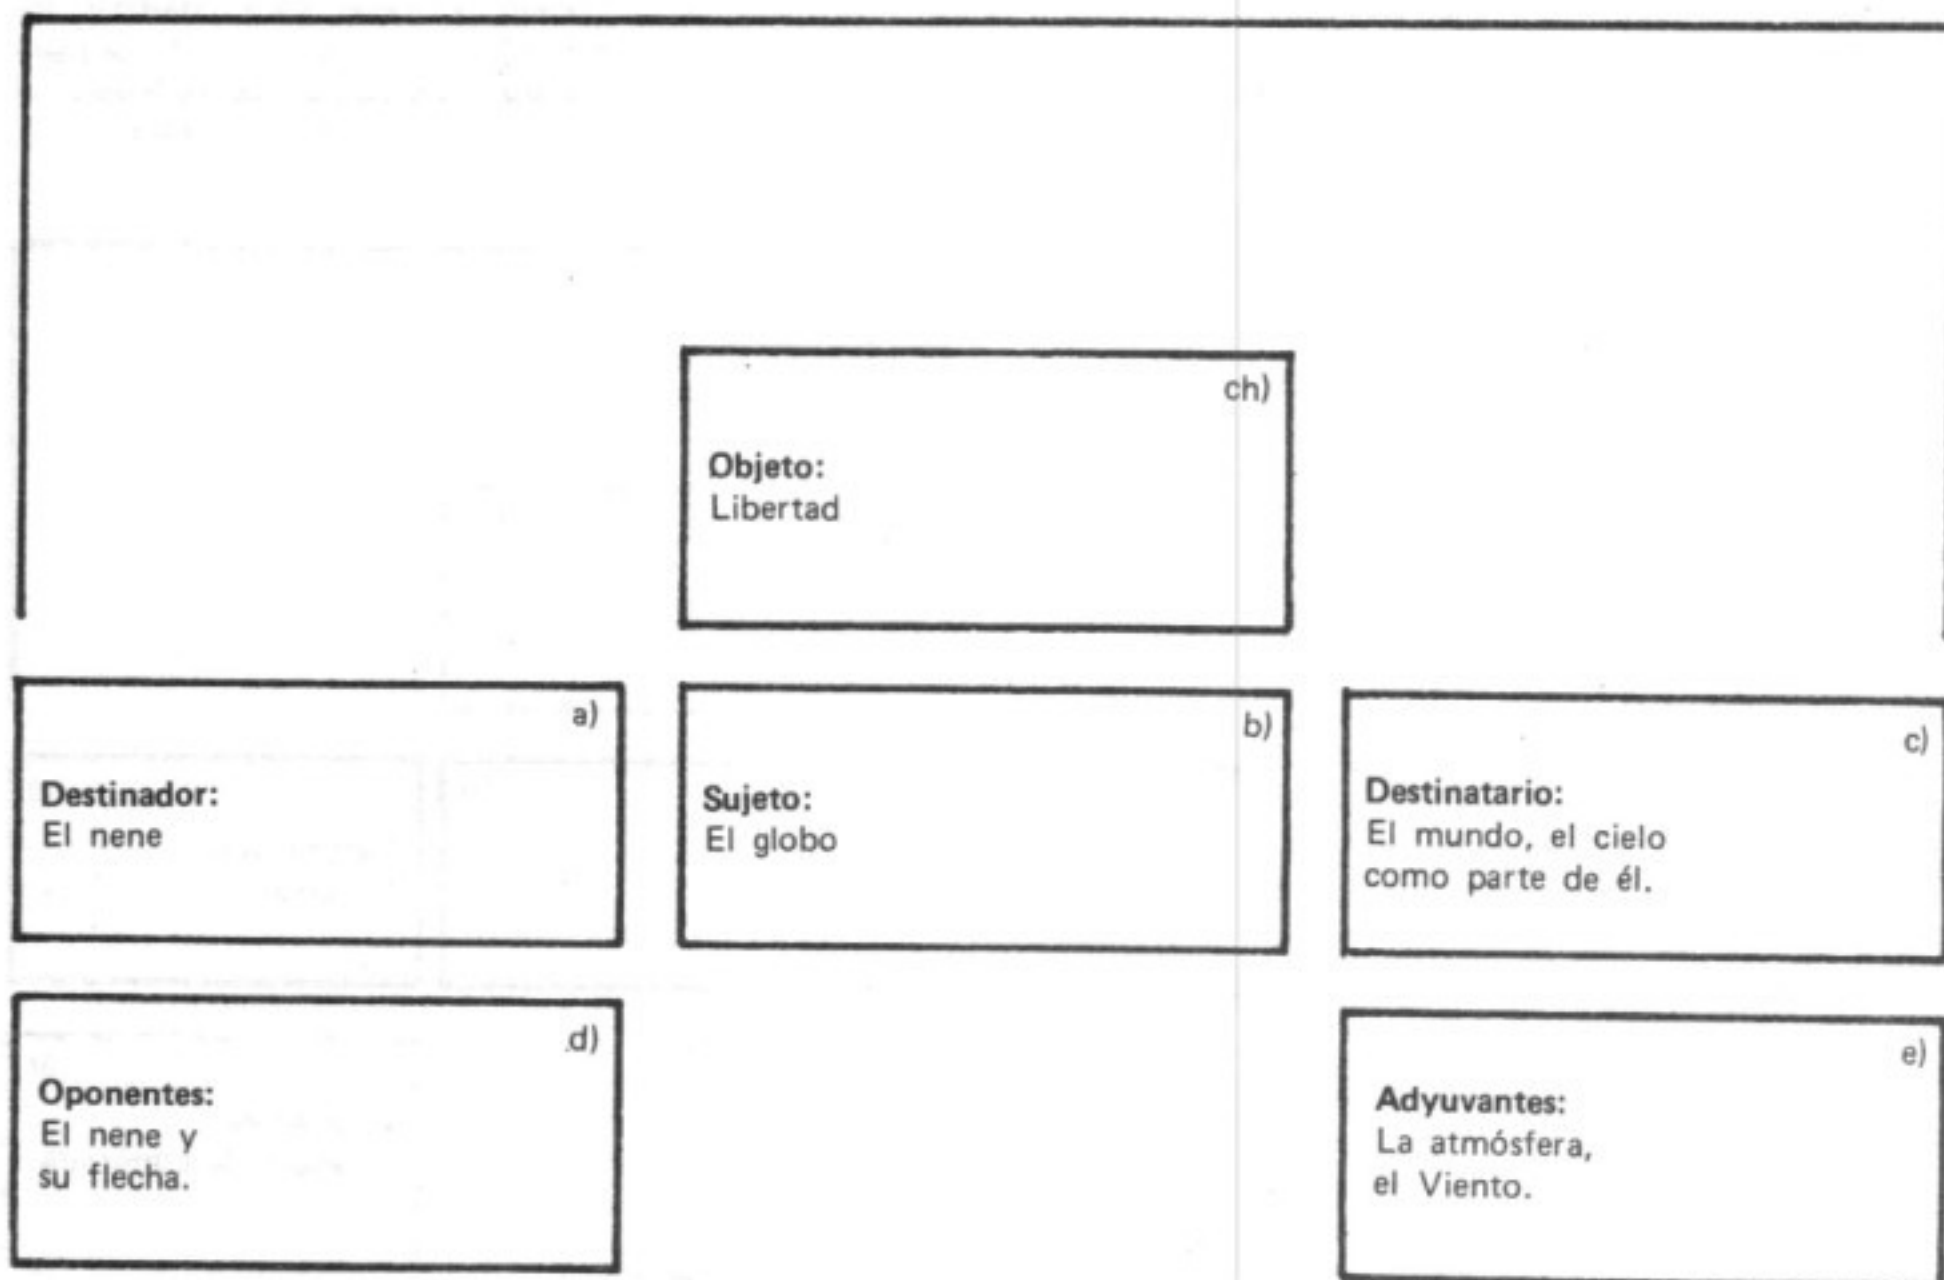 ch)
Objeto:
Libertad
a)
Destinador:
El nene
b)
Sujeto:
El globo
c)
Destinatario:
El mundo, el cielo
como parte de él.
d)
Oponentes:
El nene y
su flecha.
e)
Adyuvantes:
La atmósfera,
el Viento.